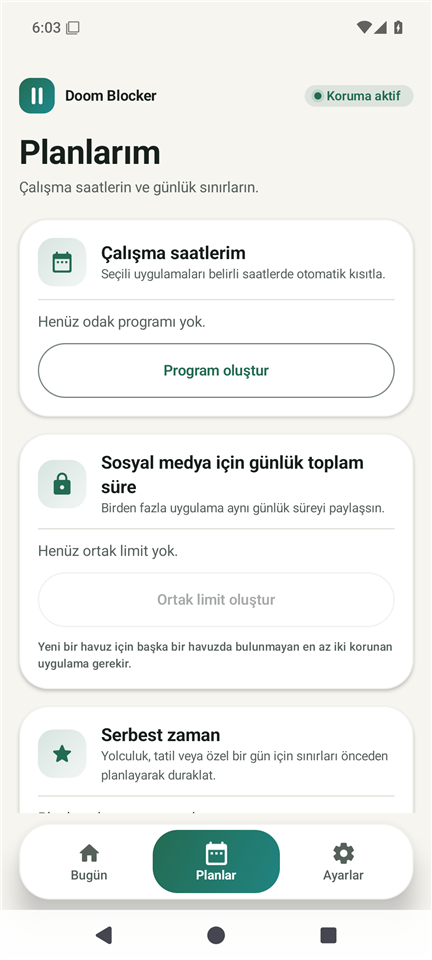 6:03
Doom Blocker
Koruma aktif
Planlarım
Çalışma saatlerin ve günlük sınırların.
Çalışma saatlerim
Seçili uygulamaları belirli saatlerde otomatik kısıtla.
Henüz odak programı yok.
Program oluştur
Sosyal medya için günlük toplam
süre
Birden fazla uygulama aynı günlük süreyi paylaşsın.
Henüz ortak limit yok.
Ortak limit oluştur
Yeni bir havuz için başka bir havuzda bulunmayan en az iki korunan
uygulama gerekir.
Serbest zaman
Yolculuk, tatil veya özel bir gün için sınırları önceden
planlayarak duraklat.
Bugün
Planlar
Ayarlar